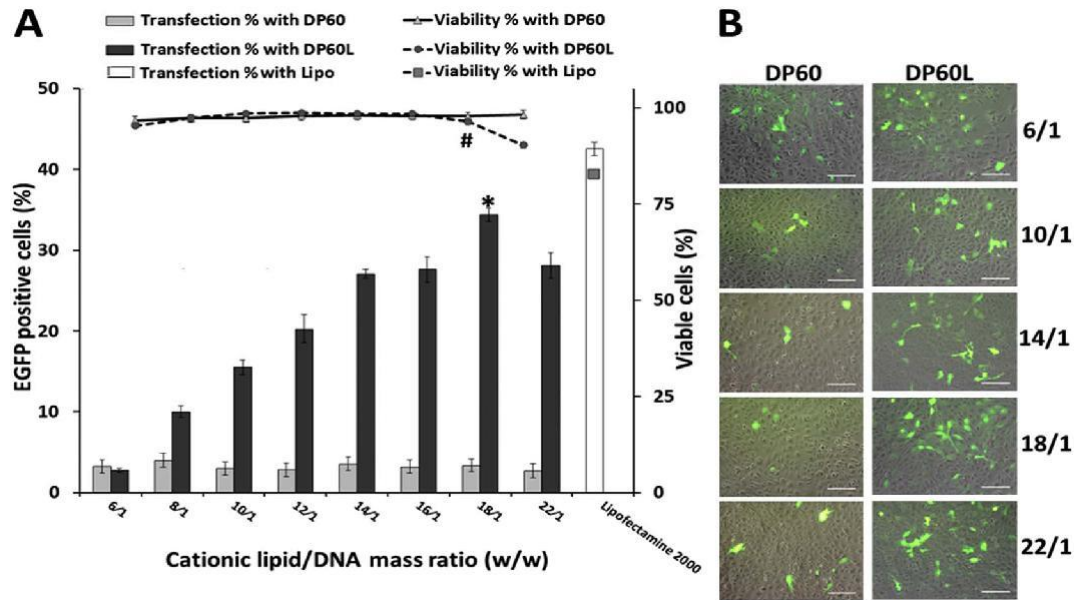 A
Transfection % with DP60
Viability % with DP60
Transfection % with DP60L
Viability % with DP60L
Transfection % with Lipo
Viability % with Lipo
EGFP positive cells (%)
50
40
30
20
10
0
#
*
100
75
50
25
0
Viable cells (%)
6/1
8/1
10/1
12/1
14/1
16/1
18/1
22/1
Lipofectamine 2000
Cationic lipid/DNA mass ratio (w/w)
B
DP60 DP60L
6/1
10/1
14/1
18/1
22/1